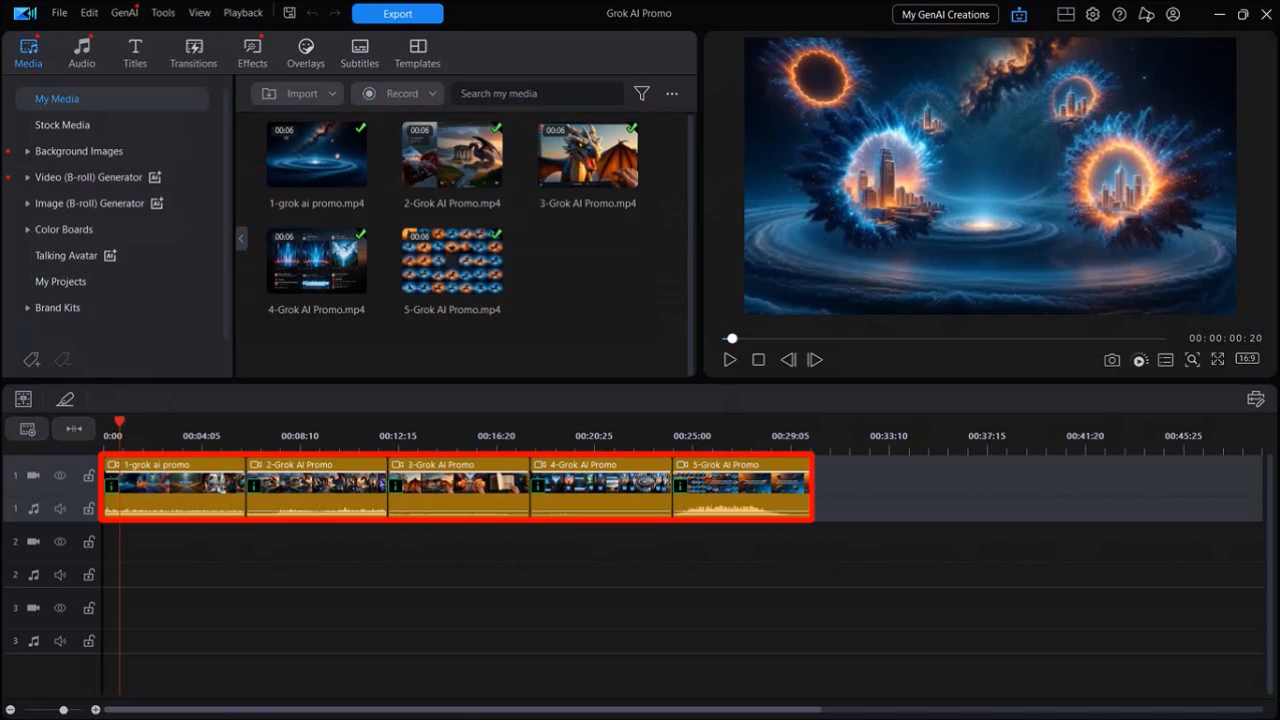 File Edit GenAI Tools View Playback Export Grok AI Promo My GenAI Creations
Media Audio Titles Transitions Effects Overlays Subtitles Templates
Import Record Search my media
My Media
Stock Media
Background Images
Video (B-roll) Generator
Image (B-roll) Generator
Color Boards
Talking Avatar
My Projects
Brand Kits
00:06 00:06 00:06
1-grok ai promo.mp4 2-Grok AI Promo.mp4 3-Grok AI Promo.mp4
00:06 00:06
4-Grok AI Promo.mp4 5-Grok AI Promo.mp4
00:00:00:20
16:9
0:00 00:04:05 00:08:10 00:12:15 00:16:20 00:20:25 00:25:00 00:29:05 00:33:10 00:37:15 00:41:20 00:45:25
1 1-grok ai promo 2-Grok AI Promo 3-Grok AI Promo 4-Grok AI Promo 5-Grok AI Promo
1
2
2
3
3